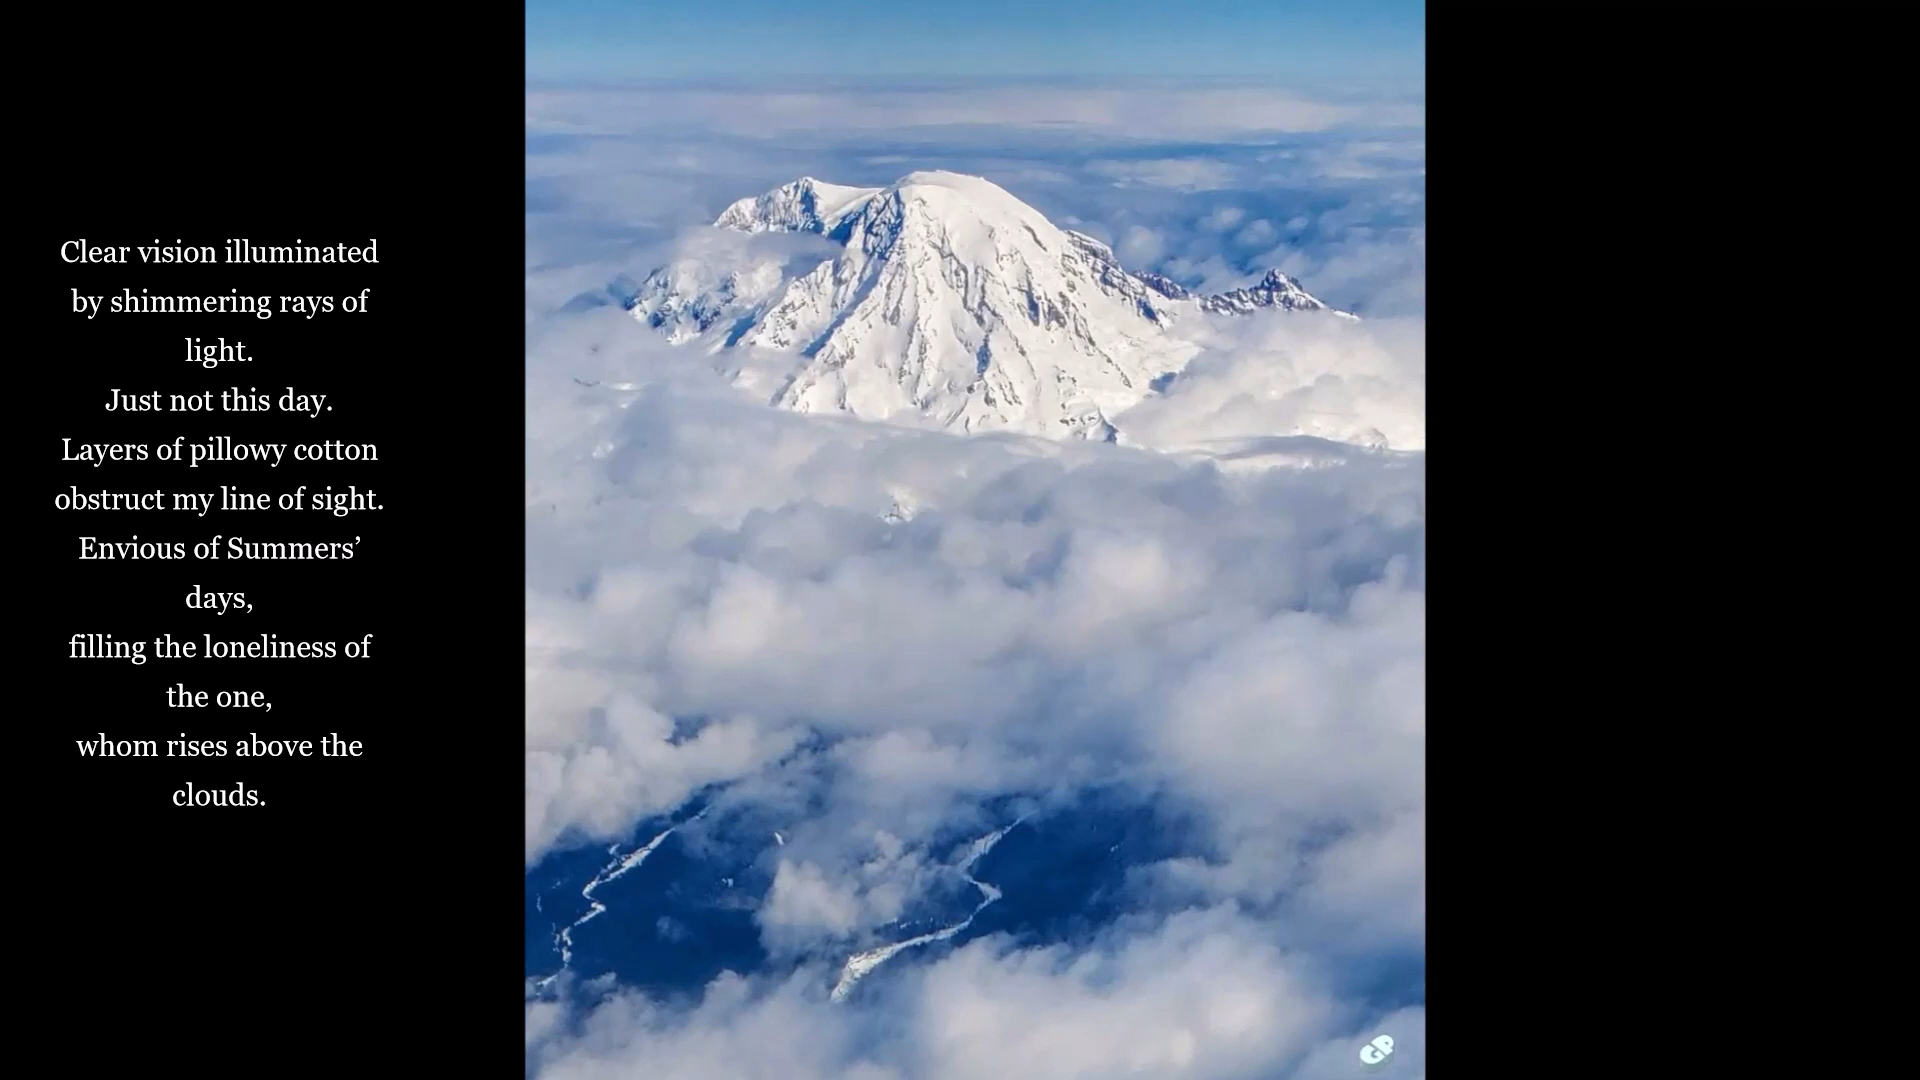 Clear vision illuminated
by shimmering rays of
light.
Just not this day.
Layers of pillowy cotton
obstruct my line of sight.
Envious of Summers’
days,
filling the loneliness of
the one,
whom rises above the
clouds.
GP